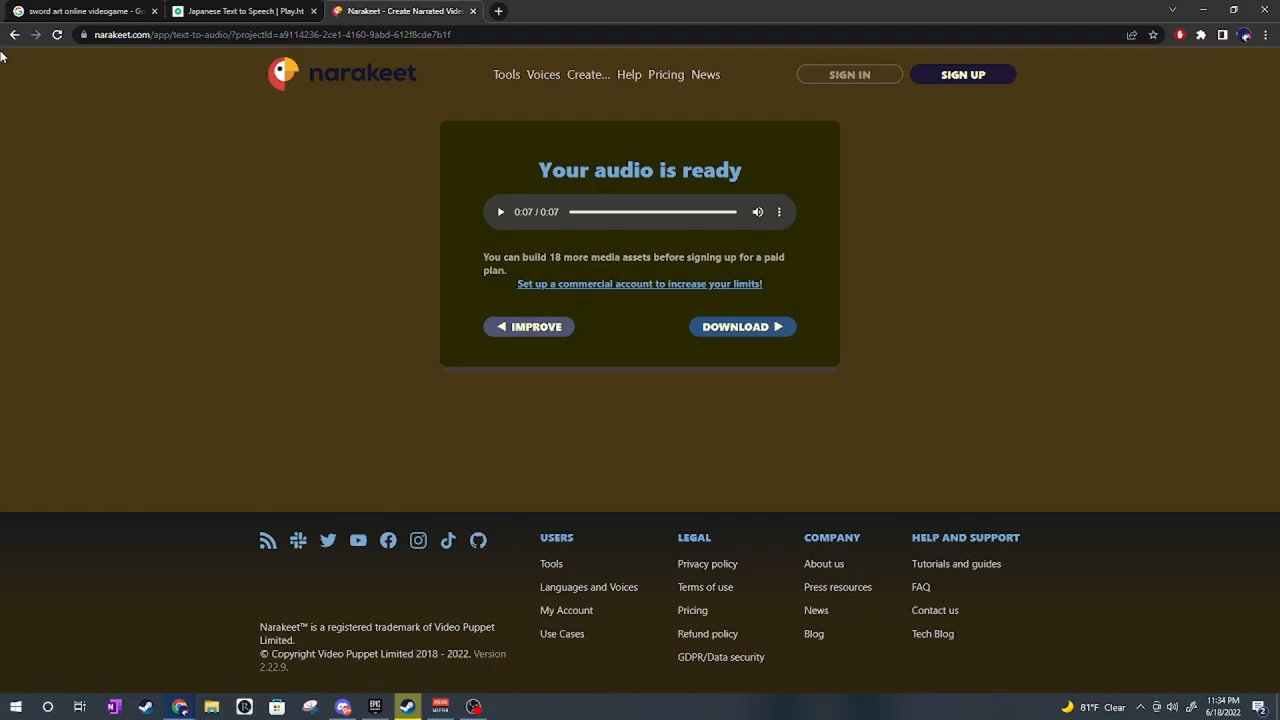 sword art online videogame - Go
Japanese Text to Speech | Play.ht
Narakeet - Create Narrated Video
narakeet.com/app/text-to-audio/?projectId=a9114236-2ce1-4160-9abd-612f8cde7b1f
narakeet
Tools Voices Create... Help Pricing News
SIGN IN
SIGN UP
Your audio is ready
0:07 / 0:07
You can build 18 more media assets before signing up for a paid
plan.
Set up a commercial account to increase your limits!
IMPROVE
DOWNLOAD
USERS
Tools
Languages and Voices
My Account
Use Cases
LEGAL
Privacy policy
Terms of use
Pricing
Refund policy
GDPR/Data security
COMPANY
About us
Press resources
News
Blog
HELP AND SUPPORT
Tutorials and guides
FAQ
Contact us
Tech Blog
Narakeet™ is a registered trademark of Video Puppet
Limited.
© Copyright Video Puppet Limited 2018 - 2022. Version
2.22.9.
EPIC
81°F Clear
11:34 PM
6/18/2022
2